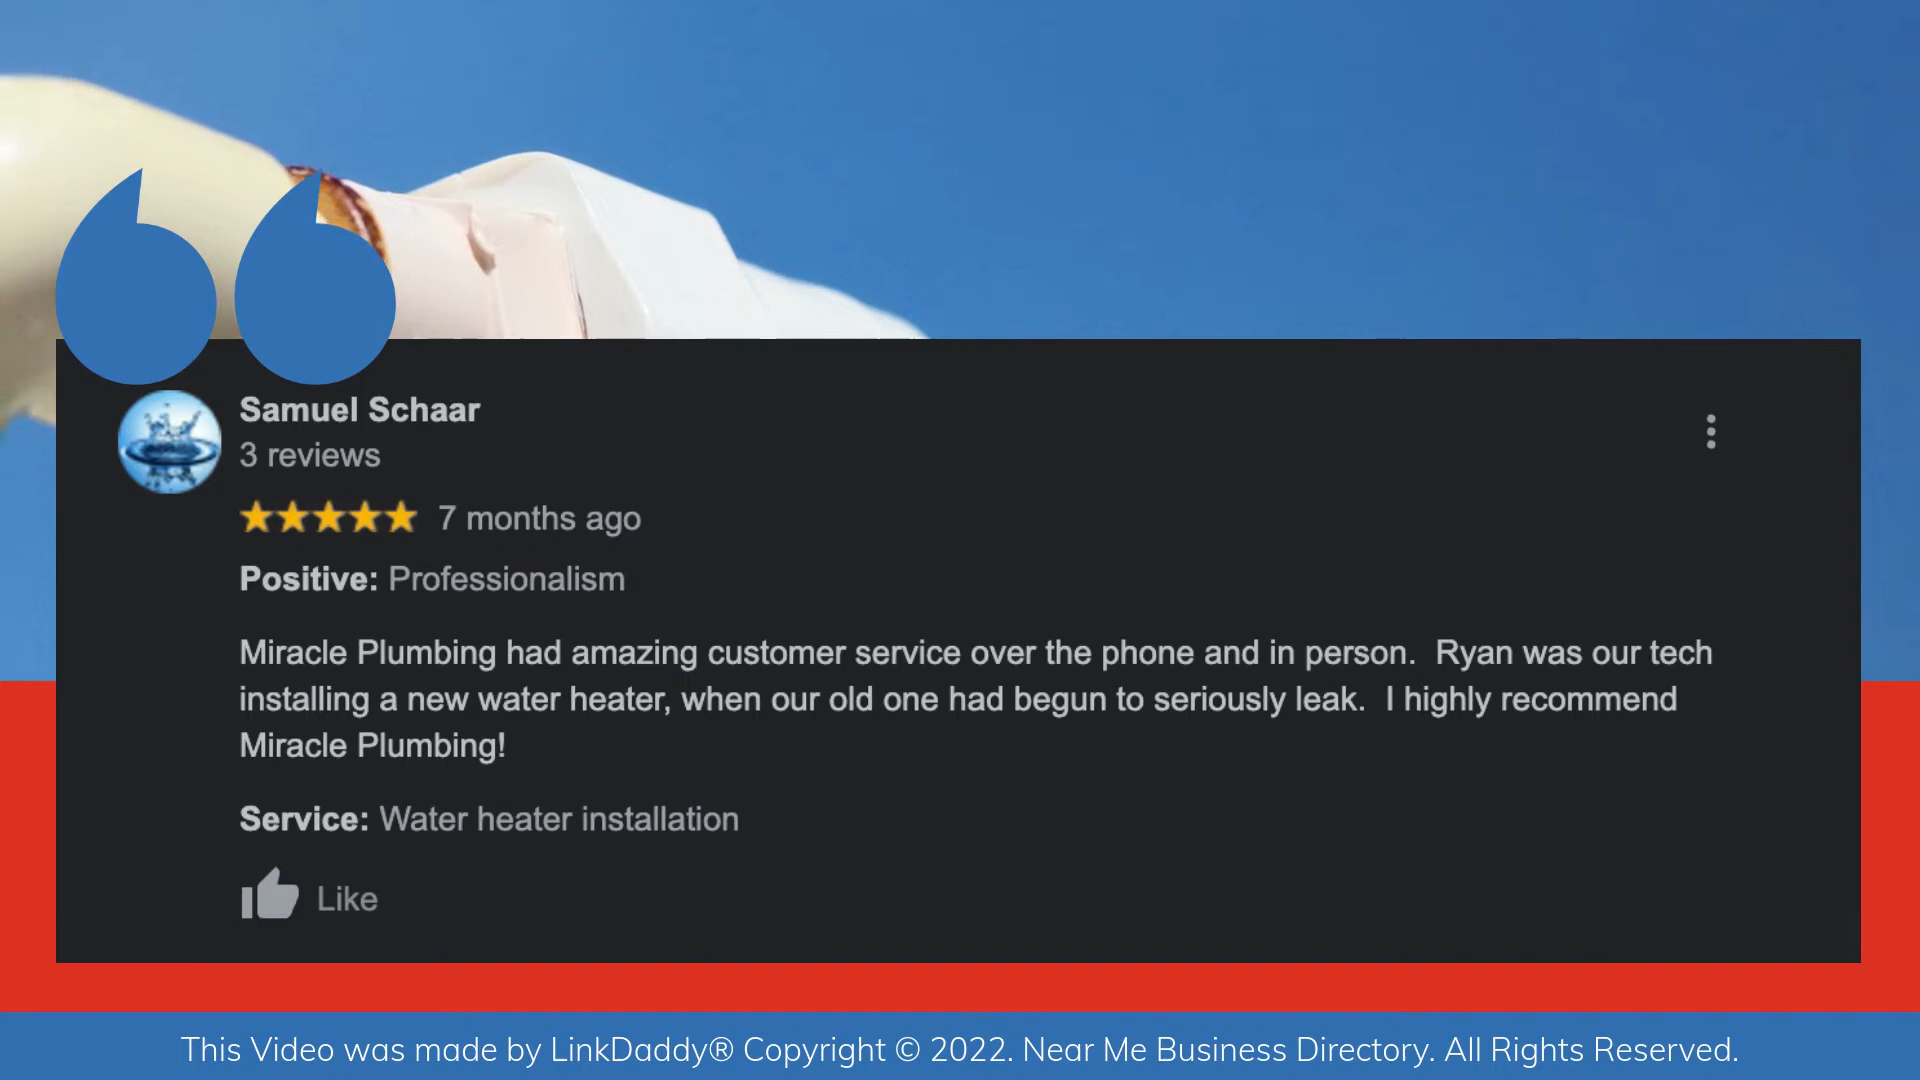 Samuel Schaar
3 reviews
7 months ago
Positive: Professionalism
Miracle Plumbing had amazing customer service over the phone and in person.  Ryan was our tech
installing a new water heater, when our old one had begun to seriously leak.  I highly recommend
Miracle Plumbing!
Service: Water heater installation
Like
This Video was made by LinkDaddy® Copyright © 2022. Near Me Business Directory. All Rights Reserved.